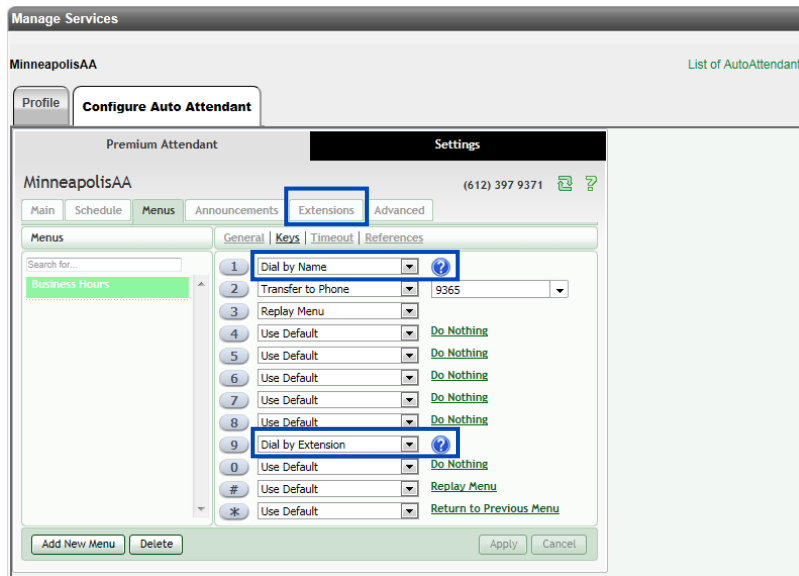 Manage Services
MinneapolisAA List of AutoAttendant
Profile Configure Auto Attendant
Premium Attendant Settings
MinneapolisAA (612) 397 9371 ?
Main Schedule Menus Announcements Extensions Advanced
Menus General | Keys | Timeout | References
Search for...
Business Hours
1 Dial by Name ?
2 Transfer to Phone 9365
3 Replay Menu
4 Use Default Do Nothing
5 Use Default Do Nothing
6 Use Default Do Nothing
7 Use Default Do Nothing
8 Use Default Do Nothing
9 Dial by Extension ?
0 Use Default Do Nothing
# Use Default Replay Menu
* Use Default Return to Previous Menu
Add New Menu Delete Apply Cancel